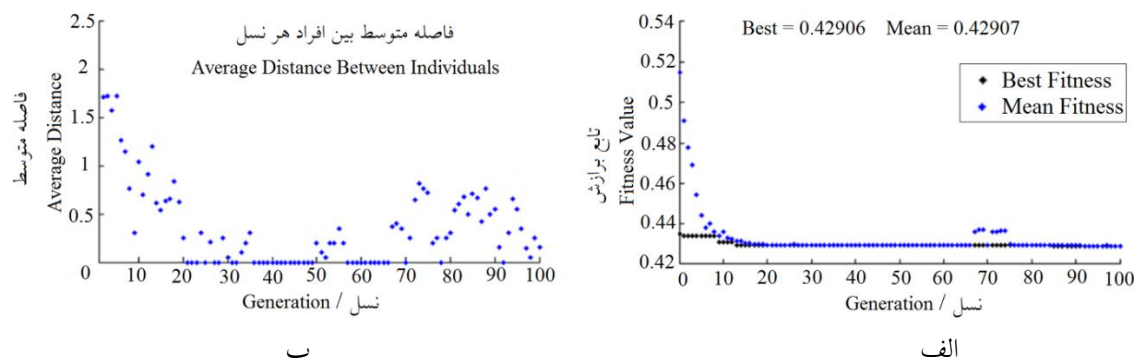 فاصله متوسط بین افراد هر نسل
Average Distance Between Individuals
فاصله متوسط
Average Distance
2.5
2
1.5
1
0.5
0
10 20 30 40 50 60 70 80 90 100
Generation / نسل
ب
Best = 0.42906 Mean = 0.42907
Best Fitness
Mean Fitness
تابع برازش
Fitness Value
0.54
0.52
0.5
0.48
0.46
0.44
0.42
0 10 20 30 40 50 60 70 80 90 100
Generation / نسل
الف